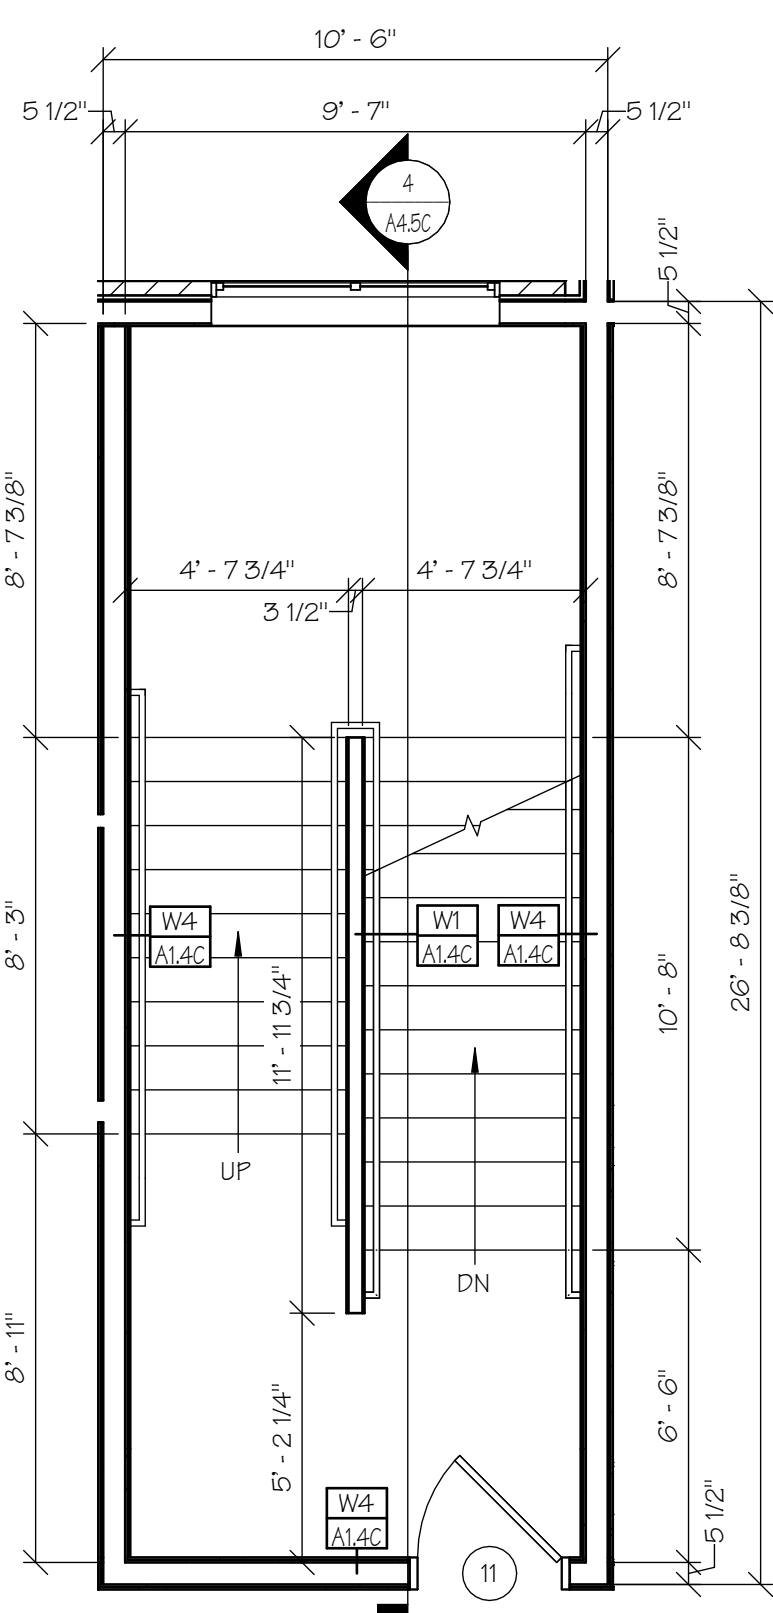 10' - 6"
5 1/2"
9' - 7"
5 1/2"
4
A4.5C
5 1/2"
8' - 7 3/8"
8' - 7 3/8"
4' - 7 3/4"
4' - 7 3/4"
3 1/2"
W4
A1.4C
W1
A1.4C
W4
A1.4C
8' - 3"
11' - 11 3/4"
10' - 8"
26' - 8 3/8"
UP
DN
8' - 11"
5' - 2 1/4"
6' - 6"
W4
A1.4C
11
5 1/2"